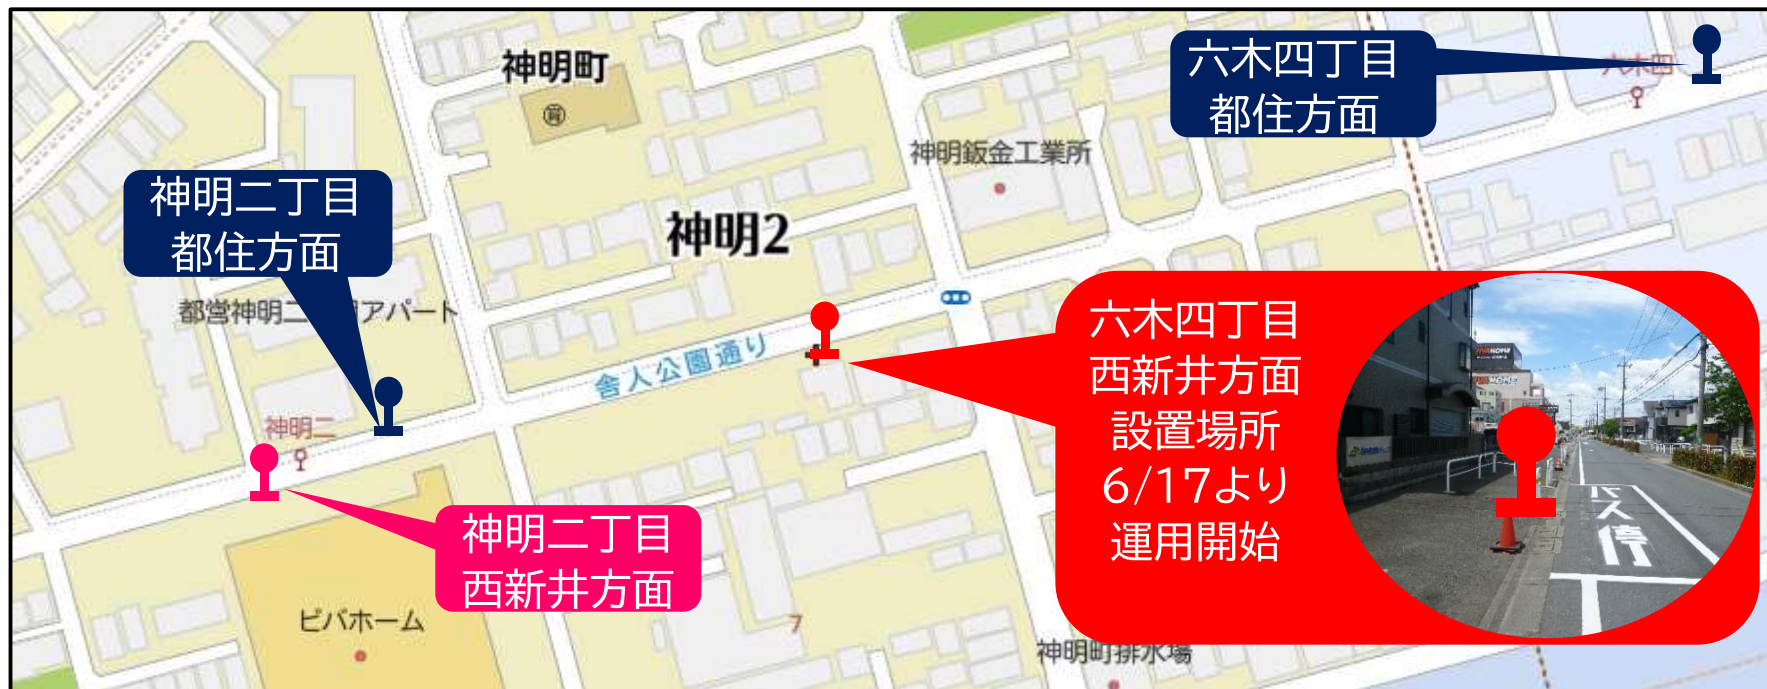 神明町
六木四丁目
都住方面
六木四
神明鈑金工業所
神明二丁目
都住方面
神明2
都営神明二
アパート
舎人公園通り
六木四丁目
西新井方面
設置場所
6/17より
運用開始
VIVAHOME
バス停
神明二
神明二丁目
西新井方面
ビバホーム
7
神明町排水場